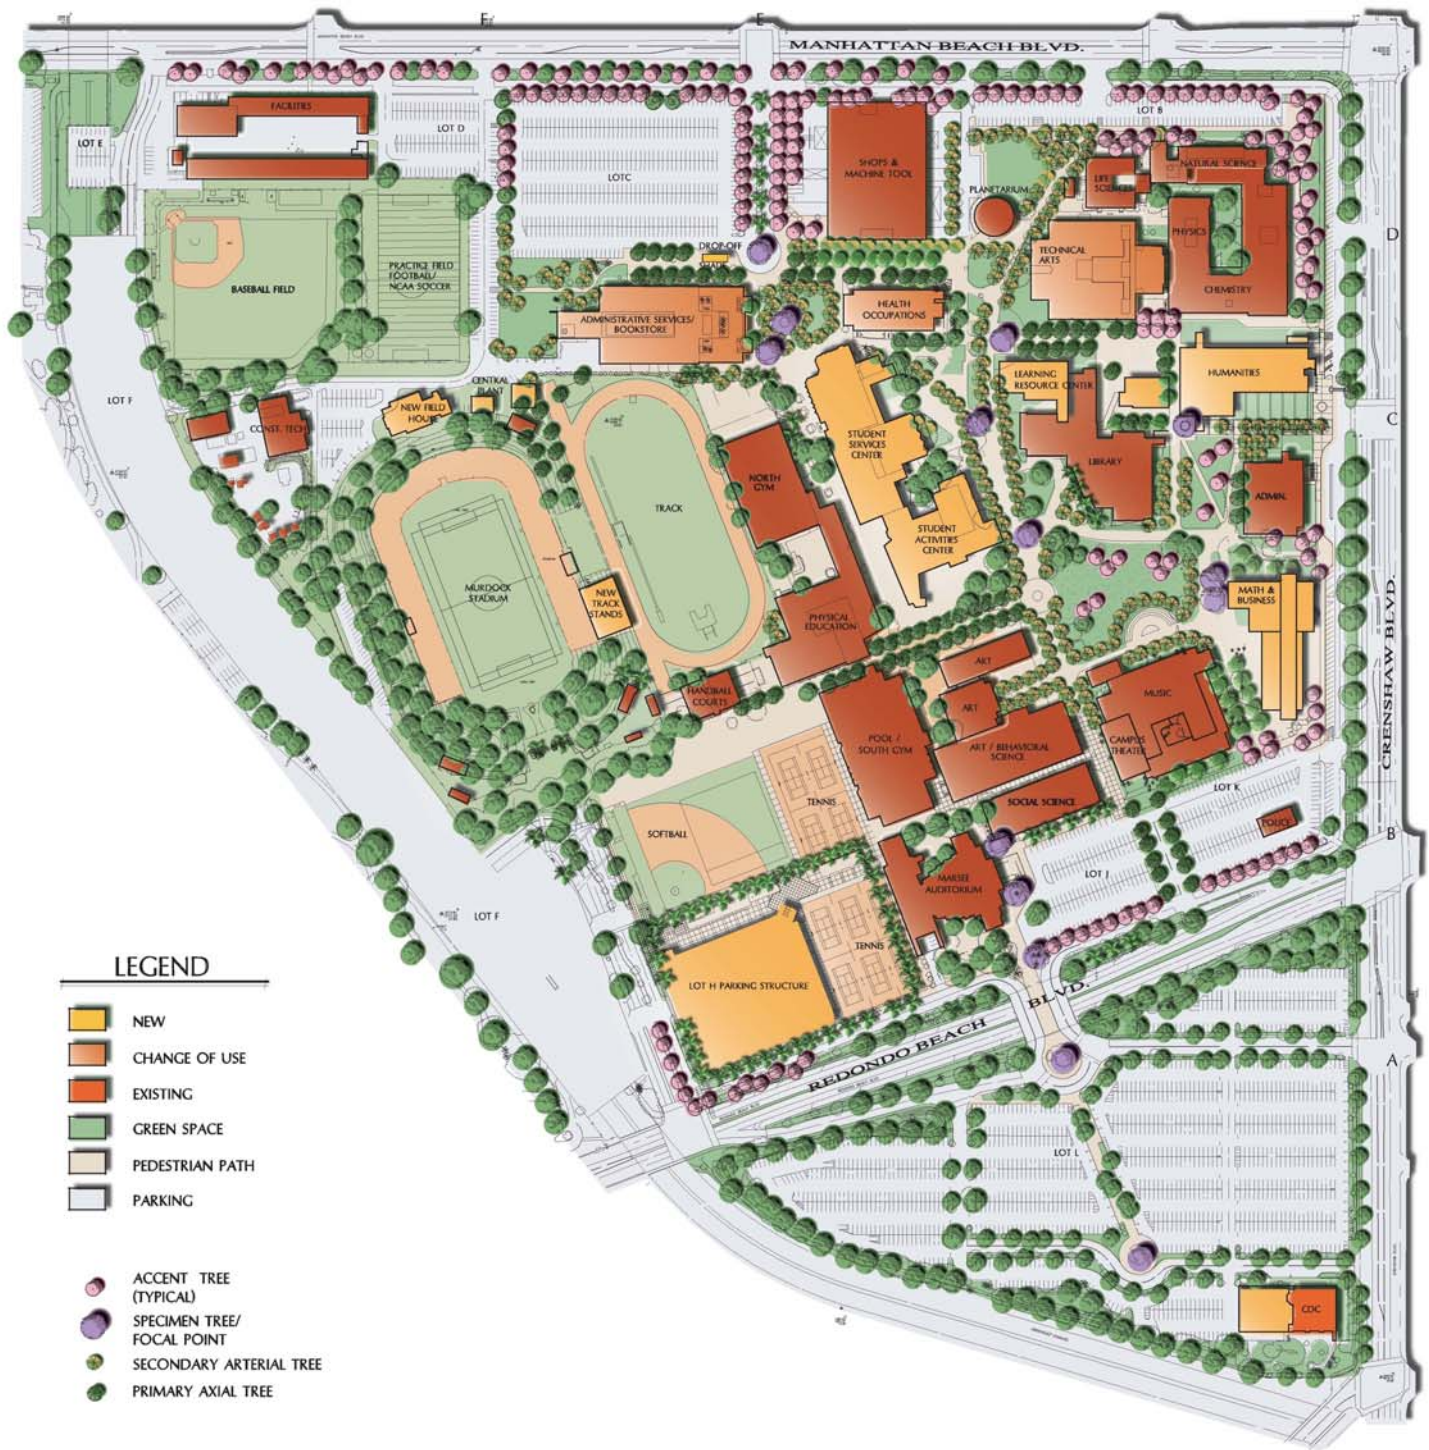 F
E
MANHATTAN BEACH BLVD.
FACILITIES
LOT D
LOT B
LOT E
LOTC
SHOPS &
MACHINE TOOL
PLANETARIUM
LIFE
SCIENCES
NATURAL SCIENCE
PHYSICS
CHEMISTRY
D
DROP-OFF
TECHNICAL
ARTS
BASEBALL FIELD
PRACTICE FIELD
FOOTBALL/
NCAA SOCCER
ADMINISTRATIVE SERVICES/
BOOKSTORE
HEALTH
OCCUPATIONS
LOT F
CENTRAL
PLANT
NEW FIELD
HOUSE
CONST. TECH
LEARNING
RESOURCE CENTER
HUMANITIES
C
STUDENT
SERVICES
CENTER
LIBRARY
NORTH
GYM
ADMIN.
TRACK
STUDENT
ACTIVITIES
CENTER
MURDOCK
STADIUM
NEW
TRACK
STANDS
PHYSICAL
EDUCATION
MATH &
BUSINESS
CRENSHAW BLVD.
ART
HANDBALL
COURTS
ART
MUSIC
POOL /
SOUTH GYM
ART / BEHAVIORAL
SCIENCE
CAMPUS
THEATER
SOCIAL SCIENCE
LOT K
POLICE
B
TENNIS
SOFTBALL
MARSEE
AUDITORIUM
LOT J
LOT F
TENNIS
LOT H PARKING STRUCTURE
REDONDO BEACH BLVD.
A
LOT L
CDC
LEGEND
NEW
CHANGE OF USE
EXISTING
GREEN SPACE
PEDESTRIAN PATH
PARKING
ACCENT TREE
(TYPICAL)
SPECIMEN TREE/
FOCAL POINT
SECONDARY ARTERIAL TREE
PRIMARY AXIAL TREE